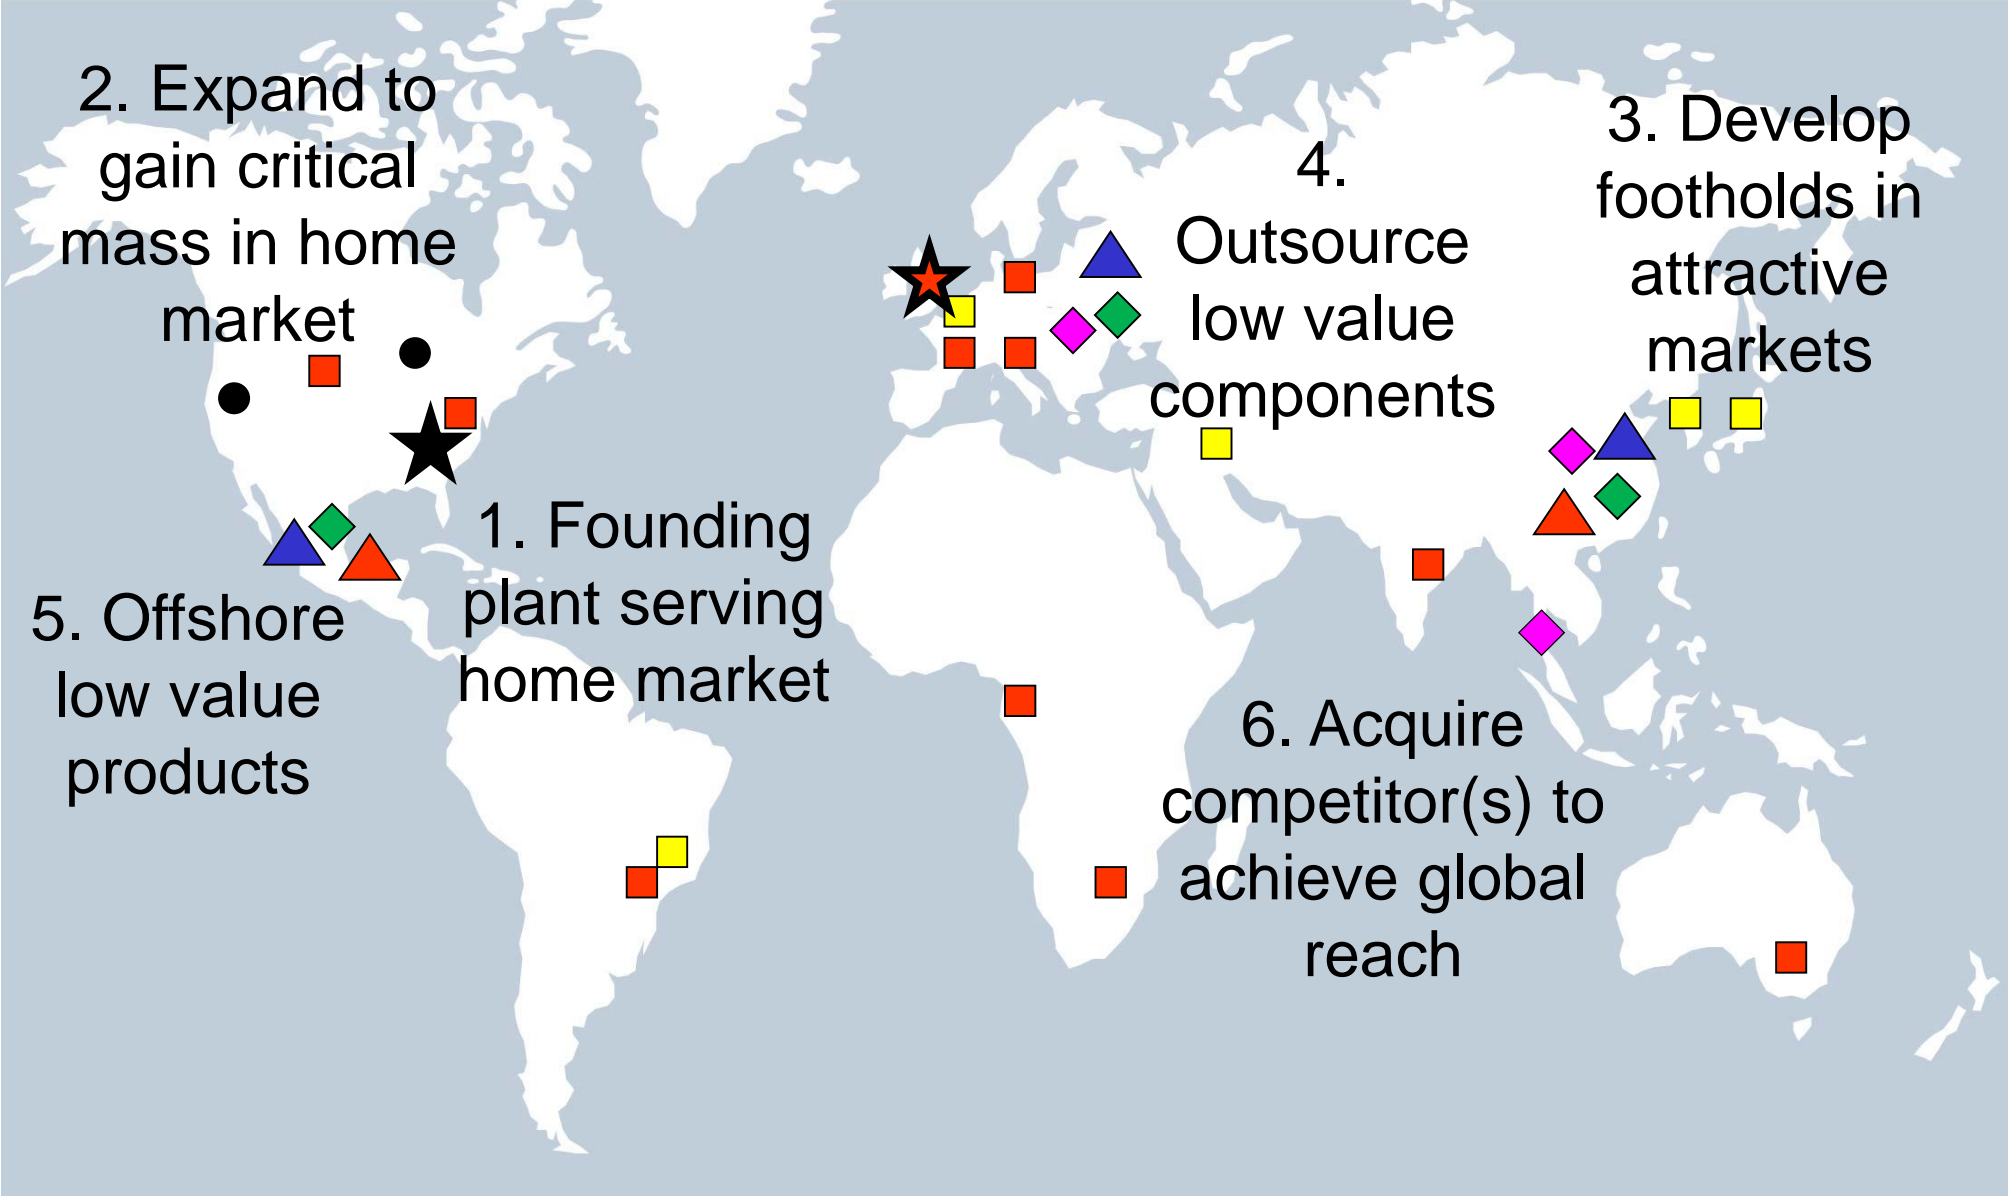 2. Expand to
gain critical
mass in home
market
3. Develop
footholds in
attractive
markets
4.
Outsource
low value
components
1. Founding
plant serving
home market
5. Offshore
low value
products
6. Acquire
competitor(s) to
achieve global
reach